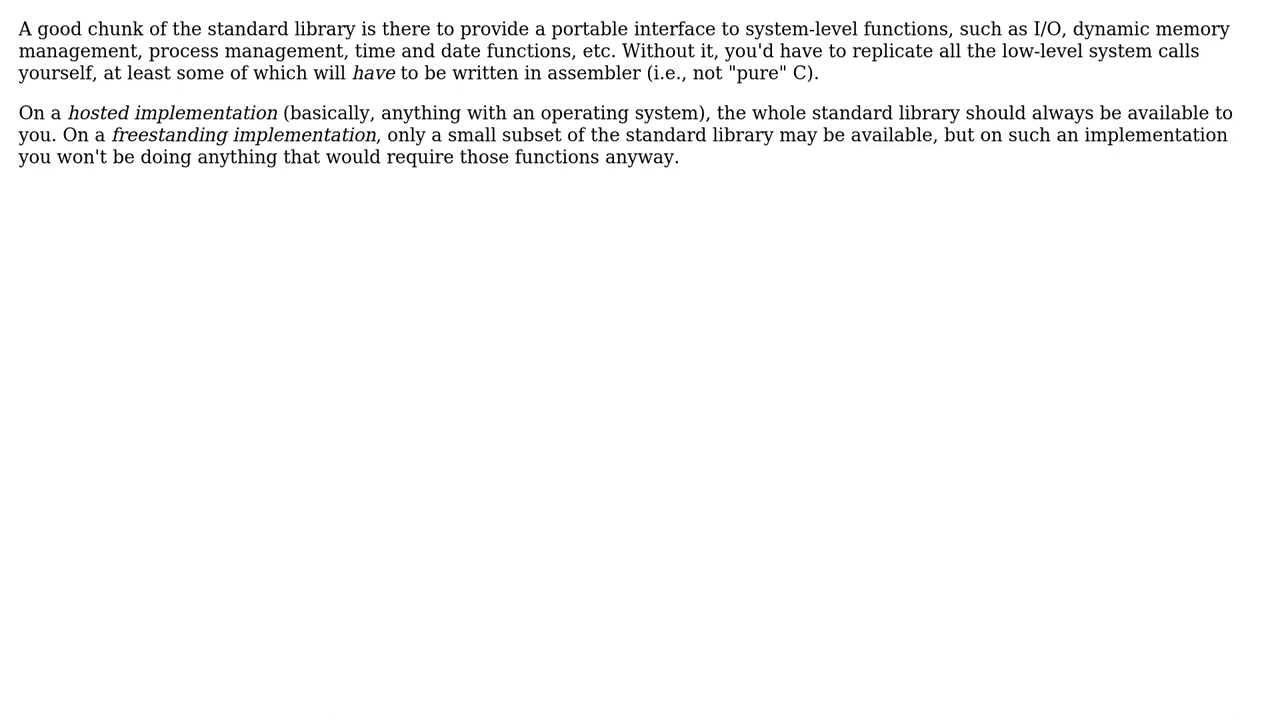 A good chunk of the standard library is there to provide a portable interface to system-level functions, such as I/O, dynamic memory
management, process management, time and date functions, etc. Without it, you'd have to replicate all the low-level system calls
yourself, at least some of which will have to be written in assembler (i.e., not "pure" C).
On a hosted implementation (basically, anything with an operating system), the whole standard library should always be available to
you. On a freestanding implementation, only a small subset of the standard library may be available, but on such an implementation
you won't be doing anything that would require those functions anyway.